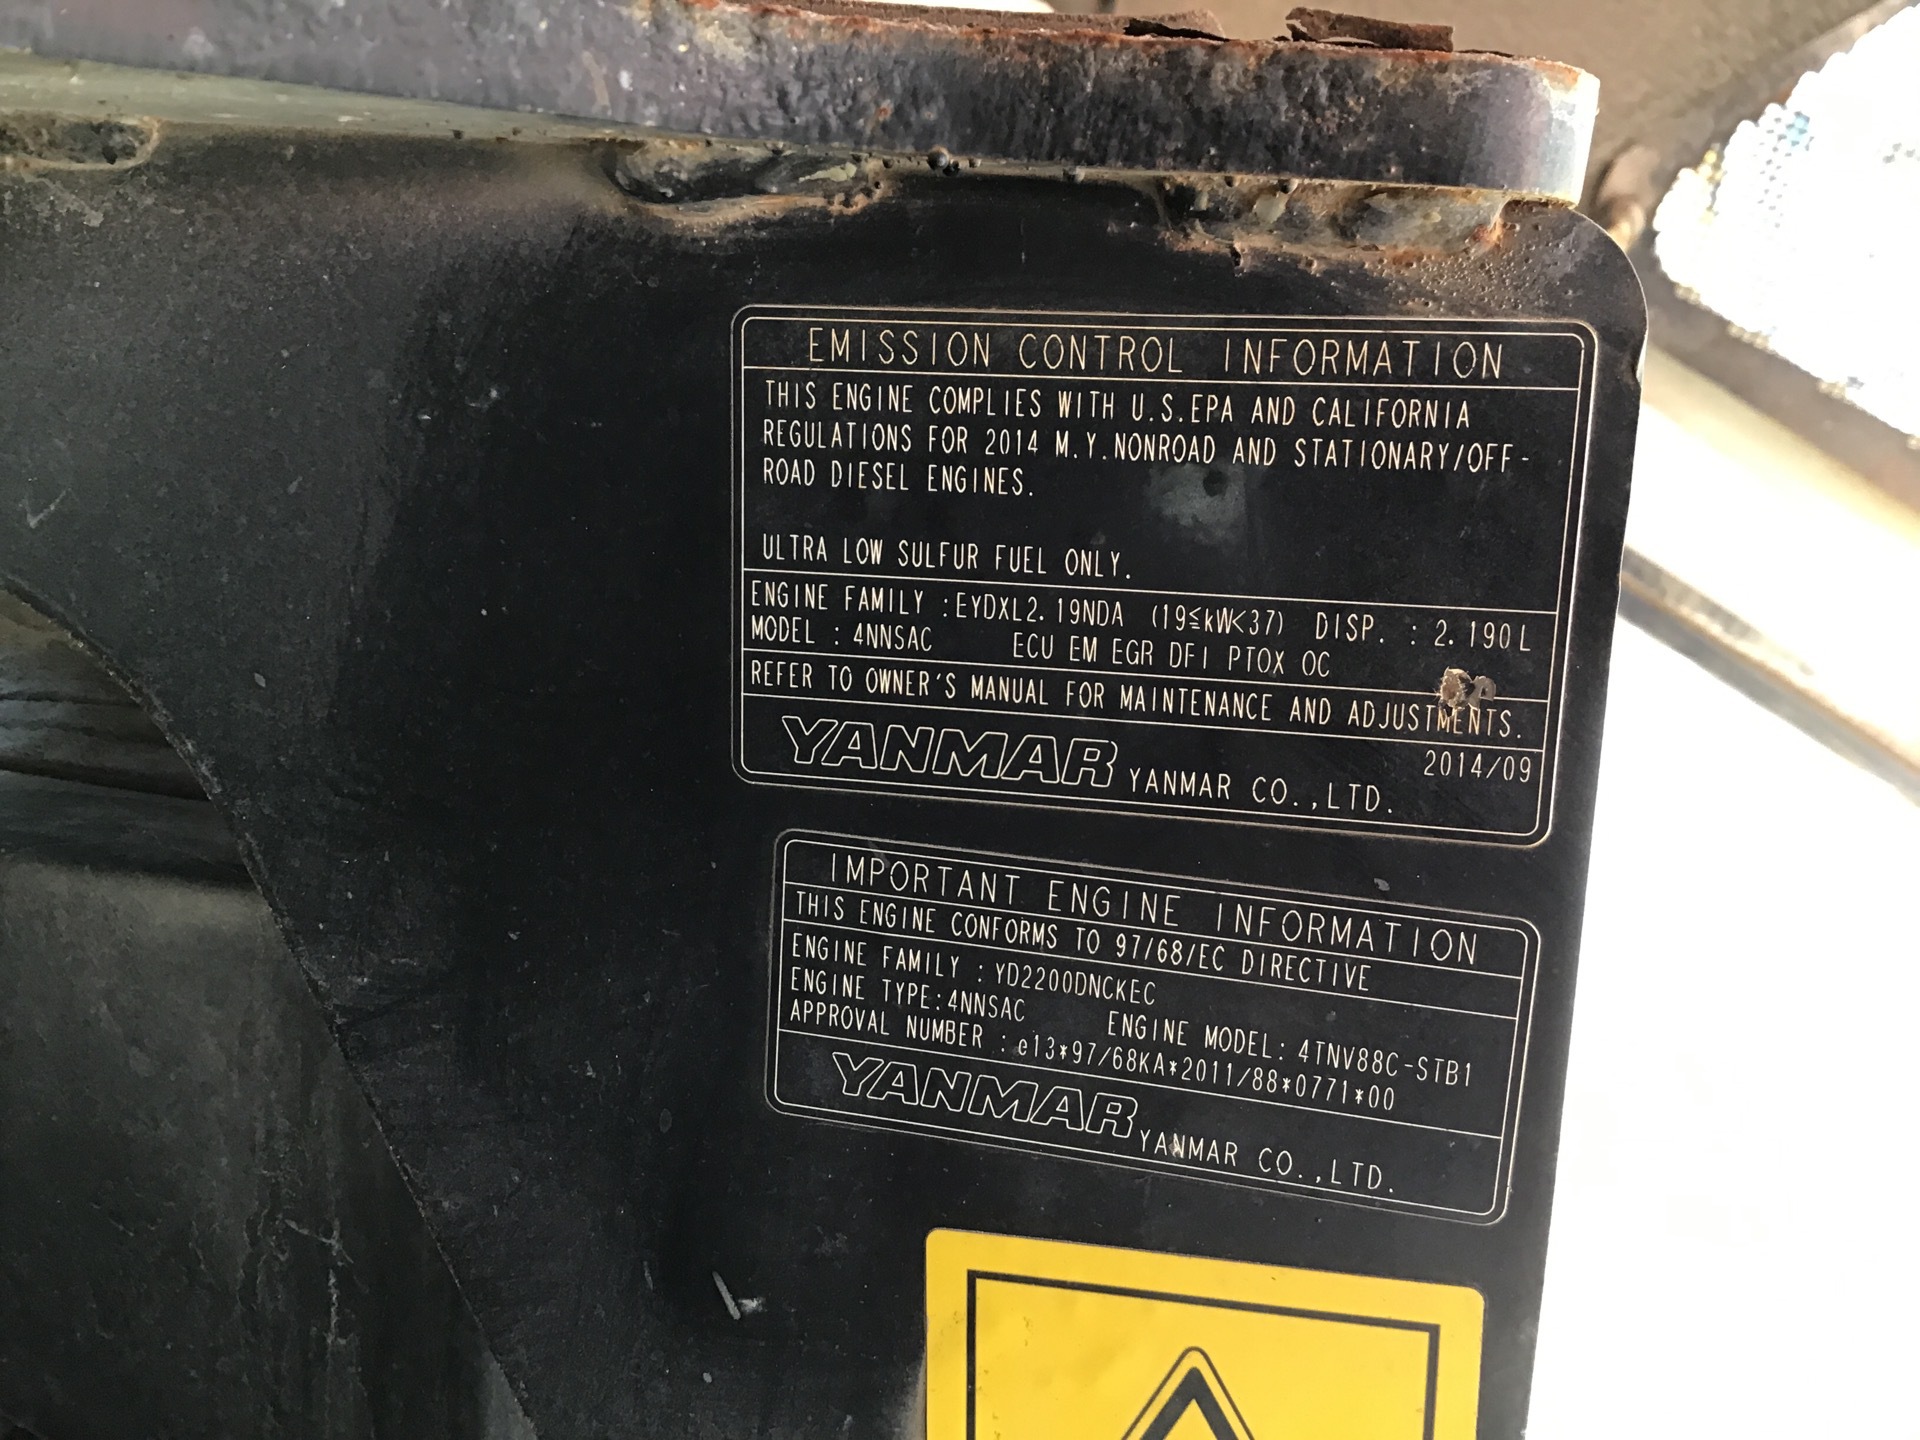 EMISSION CONTROL INFORMATION
THIS ENGINE COMPLIES WITH U.S.EPA AND CALIFORNIA
REGULATIONS FOR 2014 M.Y.NONROAD AND STATIONARY/OFF-
ROAD DIESEL ENGINES.
ULTRA LOW SULFUR FUEL ONLY.
ENGINE FAMILY :EYDXL2.19NDA (19≦kW<37) DISP. : 2.190L
MODEL : 4NNSAC ECU EM EGR DFI PTOX OC
REFER TO OWNER'S MANUAL FOR MAINTENANCE AND ADJUSTMENTS.
2014/09
YANMAR YANMAR CO.,LTD.
IMPORTANT ENGINE INFORMATION
THIS ENGINE CONFORMS TO 97/68/EC DIRECTIVE
ENGINE FAMILY : YD2200DNCKEC
ENGINE TYPE:4NNSAC ENGINE MODEL: 4TNV88C-STB1
APPROVAL NUMBER : e13*97/68KA*2011/88*0771*00
YANMAR YANMAR CO.,LTD.